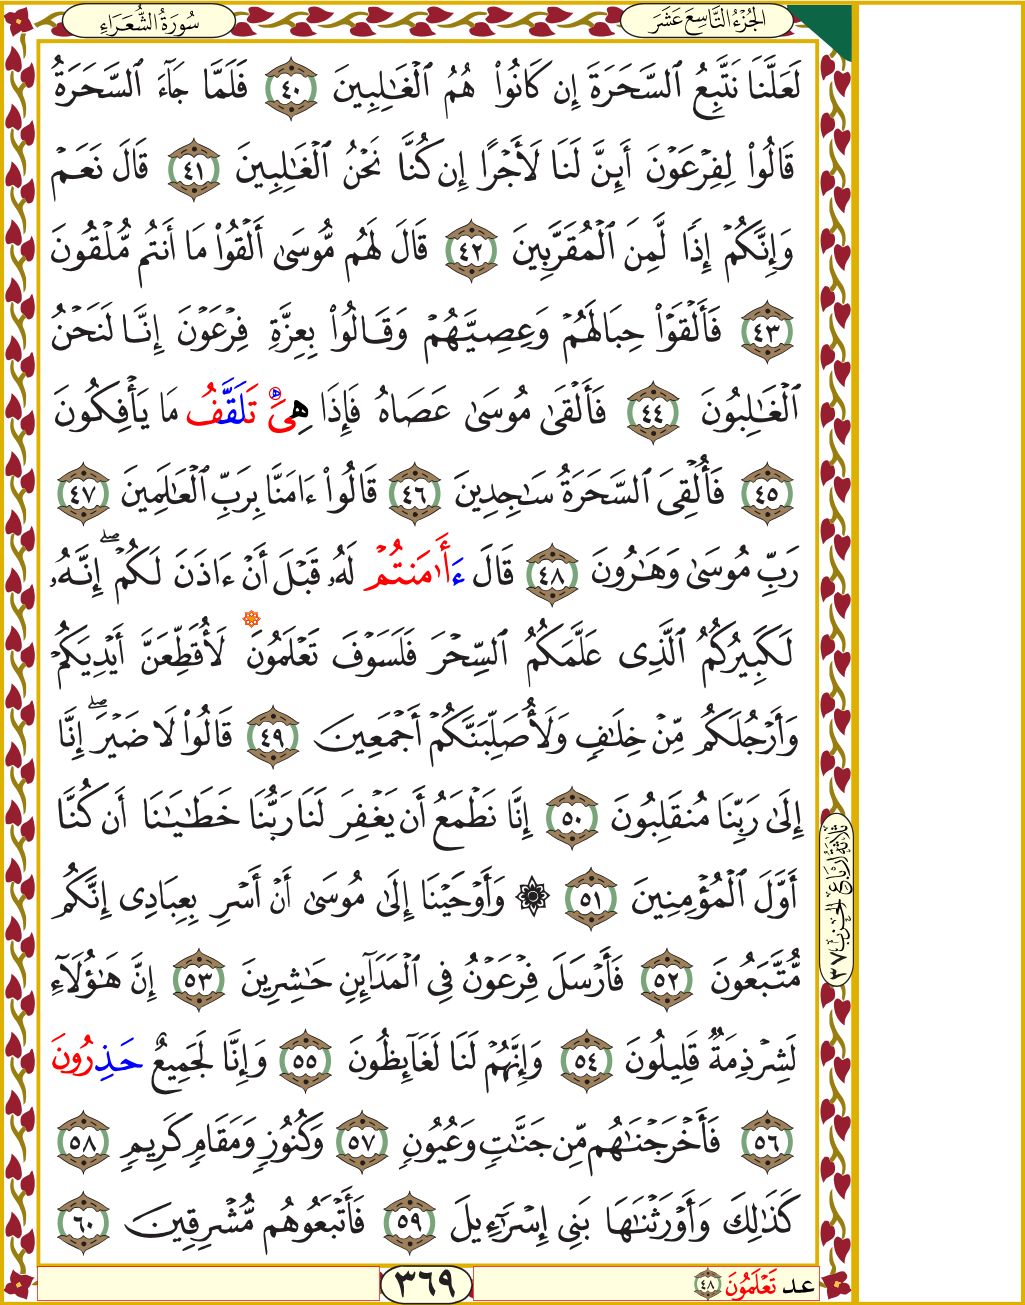 سُورَةُ الشُّعَرَاءِ
الجُزْءُ التَّاسِعَ عَشَرَ
لَعَلَّنَا نَتَّبِعُ ٱلسَّحَرَةَ إِن كَانُواْ هُمُ ٱلْغَٰلِبِينَ ٤٠ فَلَمَّا جَآءَ ٱلسَّحَرَةُ
قَالُواْ لِفِرْعَوْنَ أَئِنَّ لَنَا لَأَجْرًا إِن كُنَّا نَحْنُ ٱلْغَٰلِبِينَ ٤١ قَالَ نَعَمْ
وَإِنَّكُمْ إِذًا لَّمِنَ ٱلْمُقَرَّبِينَ ٤٢ قَالَ لَهُم مُّوسَىٰ أَلْقُواْ مَا أَنتُم مُّلْقُونَ
٤٣ فَأَلْقَوْاْ حِبَالَهُمْ وَعِصِيَّهُمْ وَقَالُواْ بِعِزَّةِ فِرْعَوْنَ إِنَّا لَنَحْنُ
ٱلْغَٰلِبُونَ ٤٤ فَأَلْقَىٰ مُوسَىٰ عَصَاهُ فَإِذَا هِىَ تَلَقَّفُ مَا يَأْفِكُونَ
٤٥ فَأُلْقِىَ ٱلسَّحَرَةُ سَٰجِدِينَ ٤٦ قَالُواْ ءَامَنَّا بِرَبِّ ٱلْعَٰلَمِينَ ٤٧
رَبِّ مُوسَىٰ وَهَٰرُونَ ٤٨ قَالَ ءَأَٰمَنتُمْ لَهُۥ قَبْلَ أَنْ ءَاذَنَ لَكُمْۖ إِنَّهُۥ
لَكَبِيرُكُمُ ٱلَّذِى عَلَّمَكُمُ ٱلسِّحْرَ فَلَسَوْفَ تَعْلَمُونَ لَأُقَطِّعَنَّ أَيْدِيَكُمْ
وَأَرْجُلَكُم مِّنْ خِلَٰفٍ وَلَأُصَلِّبَنَّكُمْ أَجْمَعِينَ ٤٩ قَالُواْ لَا ضَيْرَۖ إِنَّا
إِلَىٰ رَبِّنَا مُنقَلِبُونَ ٥٠ إِنَّا نَطْمَعُ أَن يَغْفِرَ لَنَا رَبُّنَا خَطَٰيَٰنَا أَن كُنَّا
أَوَّلَ ٱلْمُؤْمِنِينَ ٥١ ۞ وَأَوْحَيْنَا إِلَىٰ مُوسَىٰ أَنْ أَسْرِ بِعِبَادِى إِنَّكُم
مُّتَّبَعُونَ ٥٢ فَأَرْسَلَ فِرْعَوْنُ فِى ٱلْمَدَآئِنِ حَٰشِرِينَ ٥٣ إِنَّ هَٰؤُلَآءِ
لَشِرْذِمَةٌ قَلِيلُونَ ٥٤ وَإِنَّهُمْ لَنَا لَغَآئِظُونَ ٥٥ وَإِنَّا لَجَمِيعٌ حَذِرُونَ
٥٦ فَأَخْرَجْنَٰهُم مِّن جَنَّٰتٍ وَعُيُونٍ ٥٧ وَكُنُوزٍ وَمَقَامٍ كَرِيمٍ ٥٨
كَذَٰلِكَ وَأَوْرَثْنَٰهَا بَنِى إِسْرَٰٓءِيلَ ٥٩ فَأَتْبَعُوهُم مُّشْرِقِينَ ٦٠
ثلاثة أرباع الحزب ٣٧
عد تَعْلَمُونَ ٤٨
٣٦٩